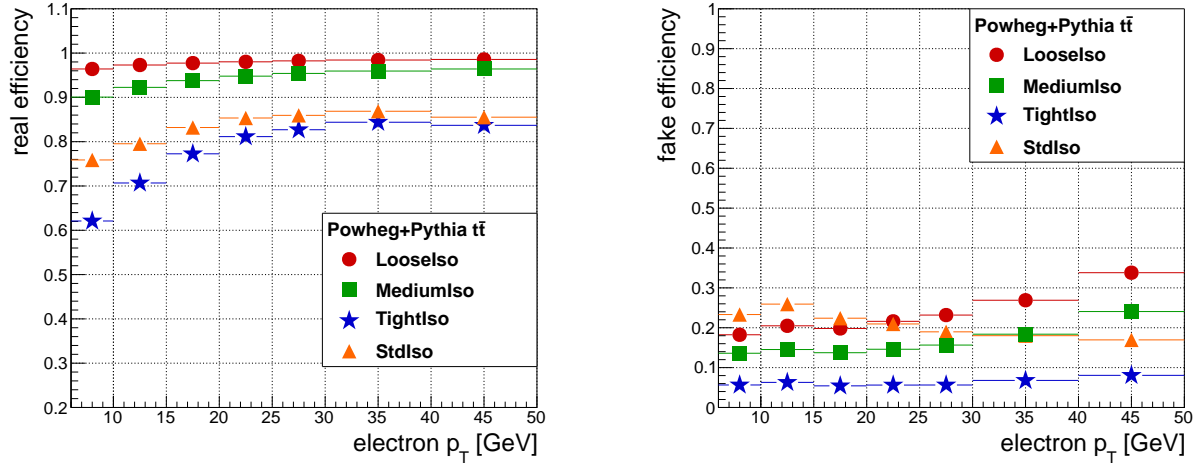 real efficiency
1.1
1
0.9
0.8
0.7
0.6
0.5
0.4
0.3
0.2
Powheg+Pythia tt̄
LooseIso
MediumIso
TightIso
StdIso
10 15 20 25 30 35 40 45 50
electron p_T [GeV]
fake efficiency
1
0.9
0.8
0.7
0.6
0.5
0.4
0.3
0.2
0.1
0
Powheg+Pythia tt̄
LooseIso
MediumIso
TightIso
StdIso
10 15 20 25 30 35 40 45 50
electron p_T [GeV]